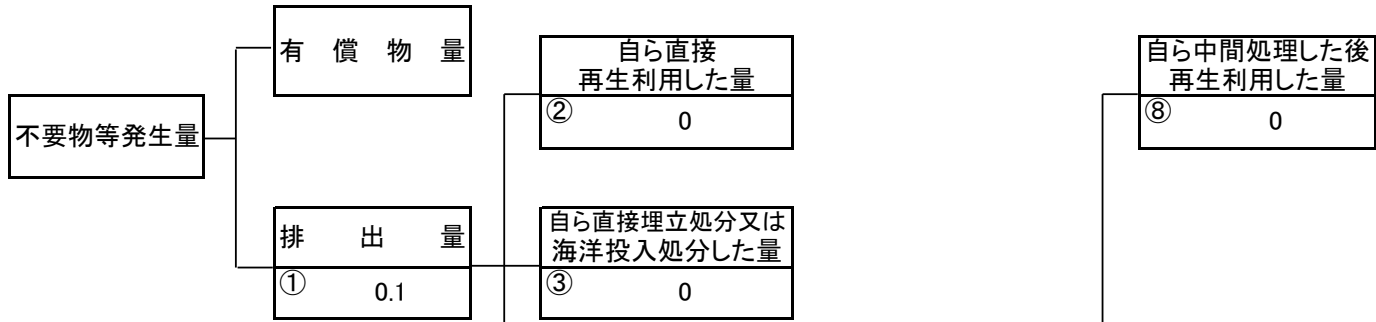 有償物量
自ら直接
再生利用した量
②
0
自ら中間処理した後
再生利用した量
⑧
0
不要物等発生量
排出量
①
0.1
自ら直接埋立処分又は
海洋投入処分した量
③
0